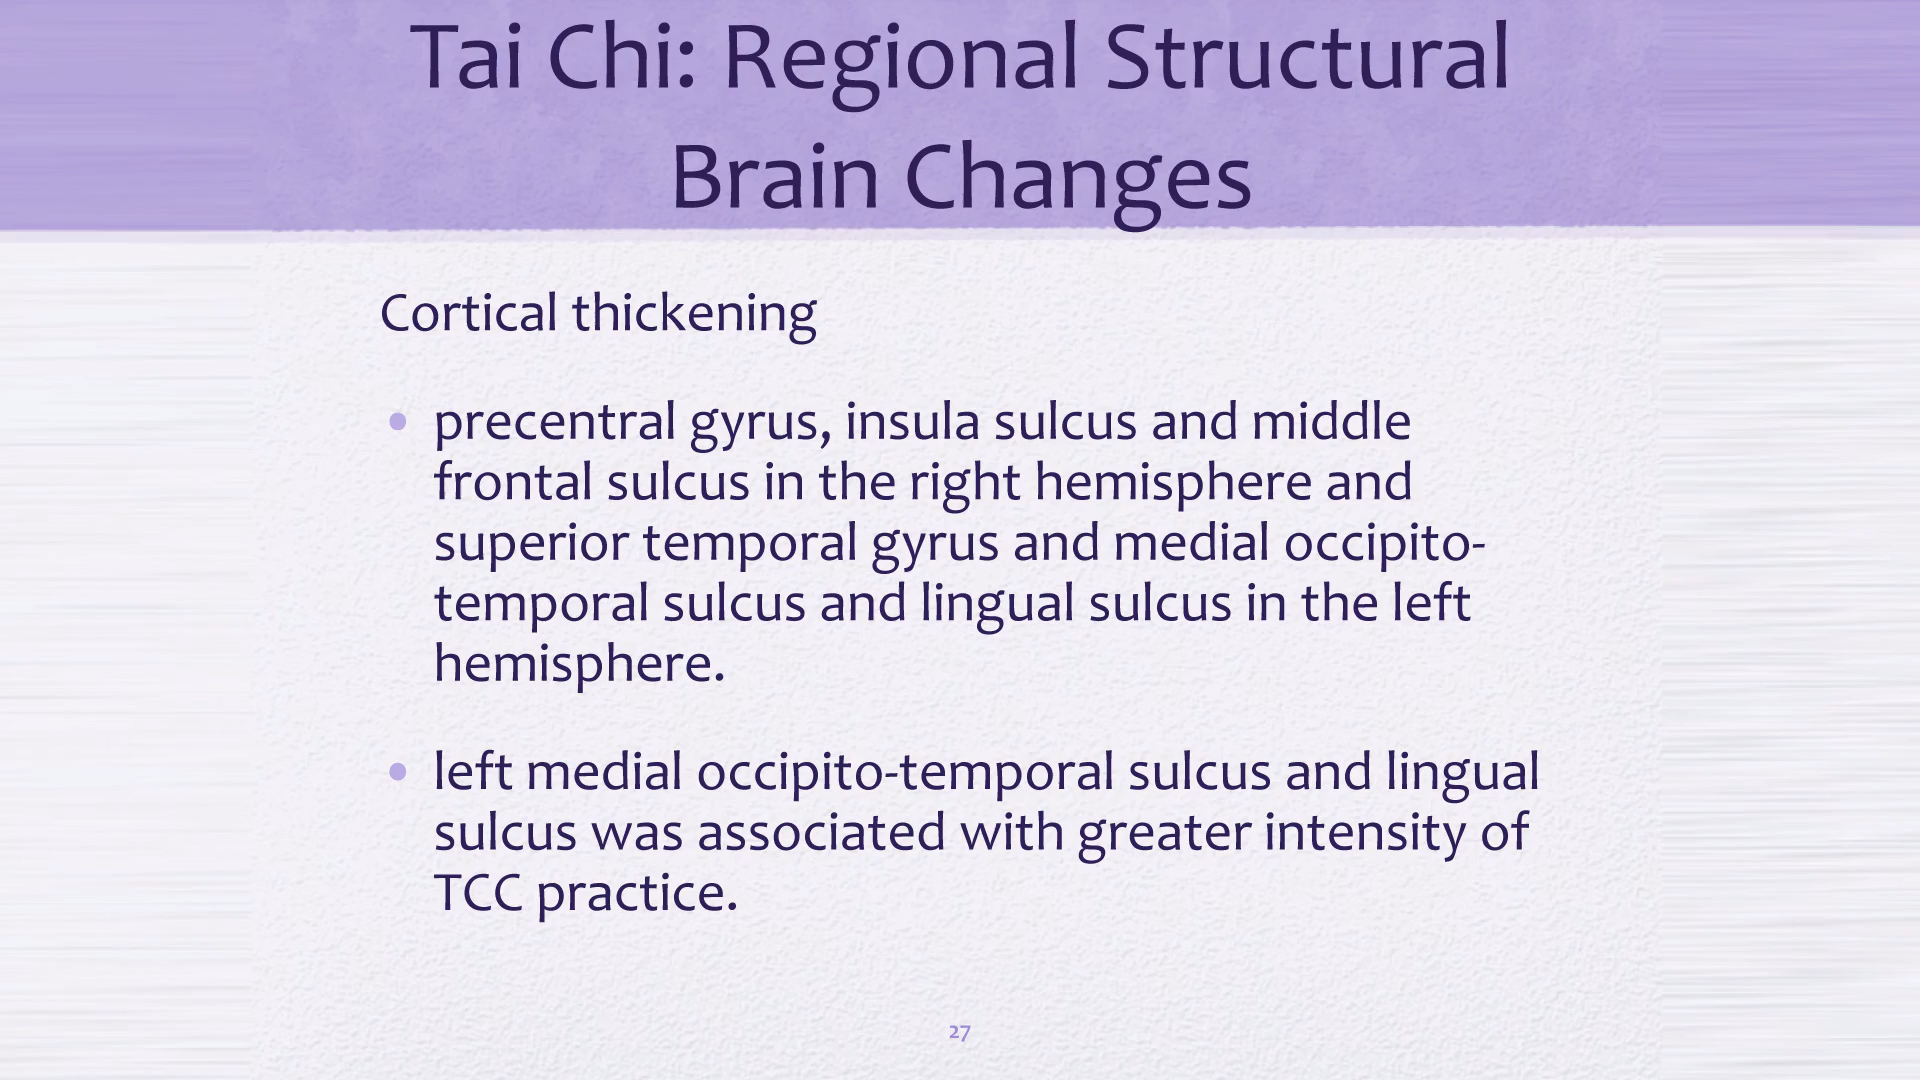 Tai Chi: Regional Structural
Brain Changes
Cortical thickening
• precentral gyrus, insula sulcus and middle
frontal sulcus in the right hemisphere and
superior temporal gyrus and medial occipito-
temporal sulcus and lingual sulcus in the left
hemisphere.
• left medial occipito-temporal sulcus and lingual
sulcus was associated with greater intensity of
TCC practice.
27